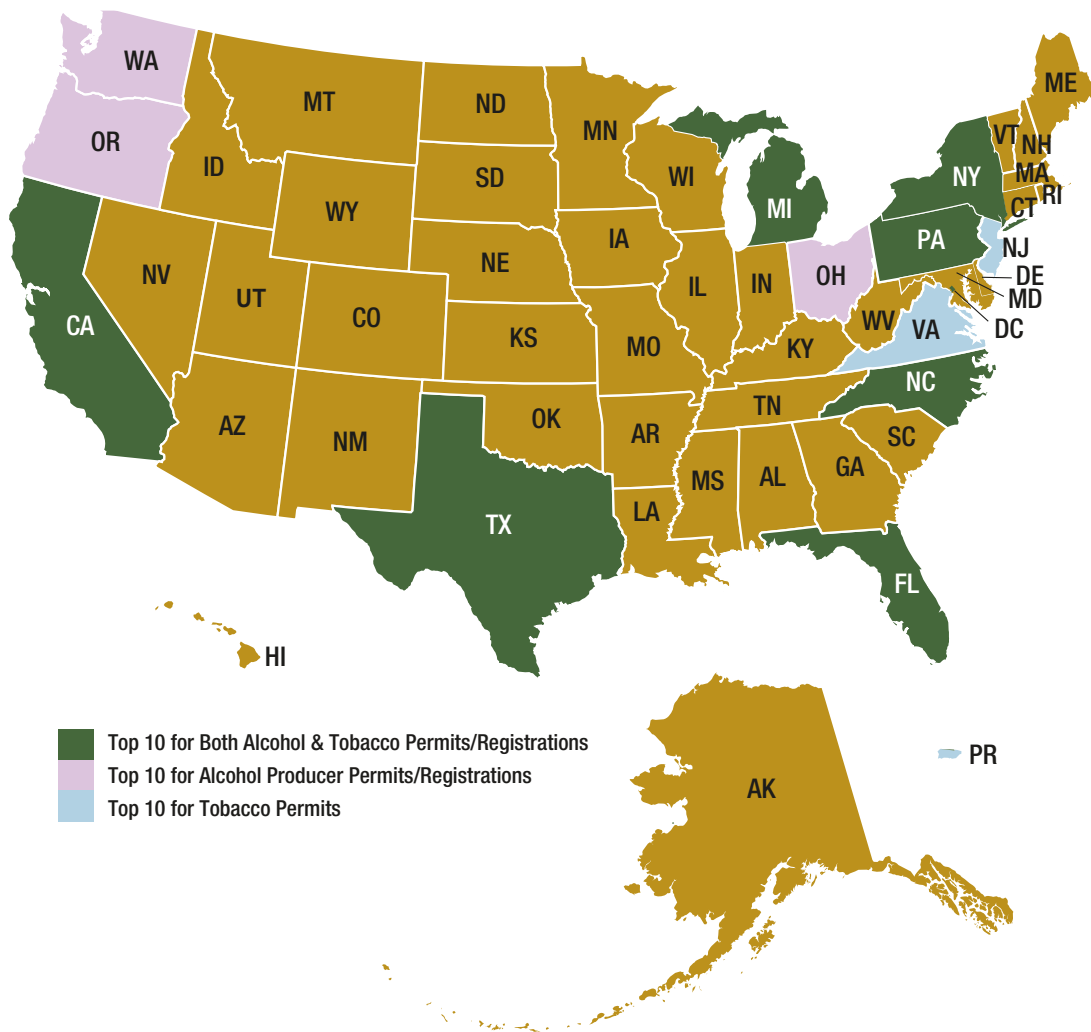 WA
OR
CA
ID
NV
MT
WY
UT
AZ
CO
NM
ND
SD
NE
KS
OK
TX
MN
IA
MO
AR
LA
WI
IL
MI
IN
OH
KY
TN
MS
AL
GA
FL
SC
NC
VA
WV
PA
NY
VT
NH
ME
MA
RI
CT
NJ
DE
MD
DC
HI
AK
PR
Top 10 for Both Alcohol & Tobacco Permits/Registrations
Top 10 for Alcohol Producer Permits/Registrations
Top 10 for Tobacco Permits